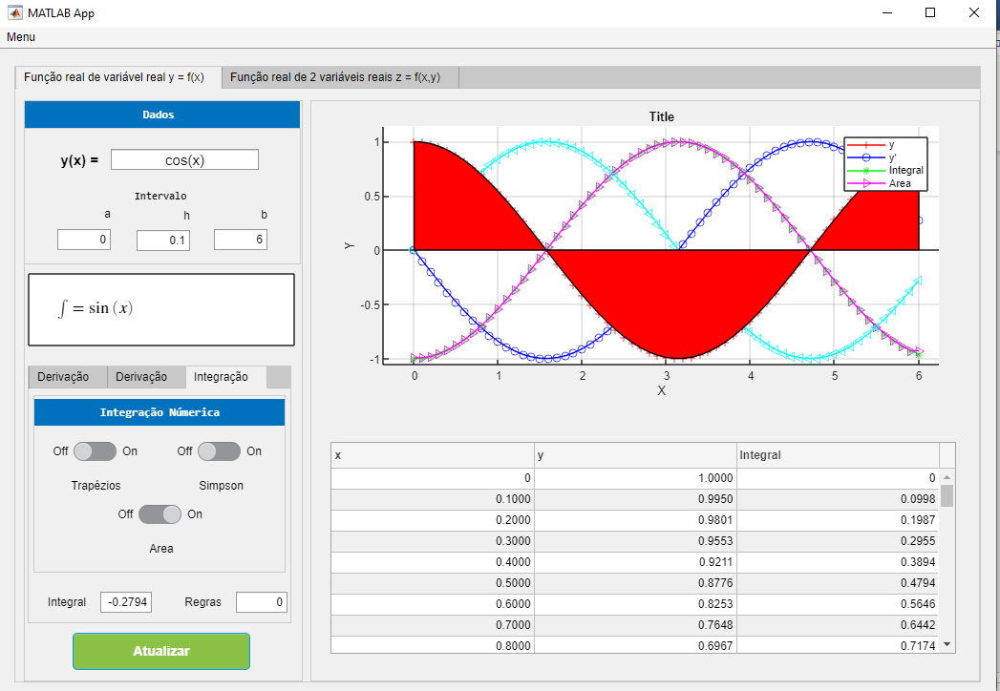 MATLAB App
Menu
Função real de variável real y = f(x)
Função real de 2 variáveis reais z = f(x,y)
Dados
y(x) = cos(x)
Intervalo
a h b
0 0.1 6
∫ = sin (x)
Derivação Derivação Integração
Integração Númerica
Off On Off On
Trapézios Simpson
Off On
Area
Integral -0.2794 Regras 0
Atualizar
Title
y
y'
Integral
Area
1
0.5
0
-0.5
-1
Y
0 1 2 3 4 5 6
X
x y Integral
0 1.0000 0
0.1000 0.9950 0.0998
0.2000 0.9801 0.1987
0.3000 0.9553 0.2955
0.4000 0.9211 0.3894
0.5000 0.8776 0.4794
0.6000 0.8253 0.5646
0.7000 0.7648 0.6442
0.8000 0.6967 0.7174